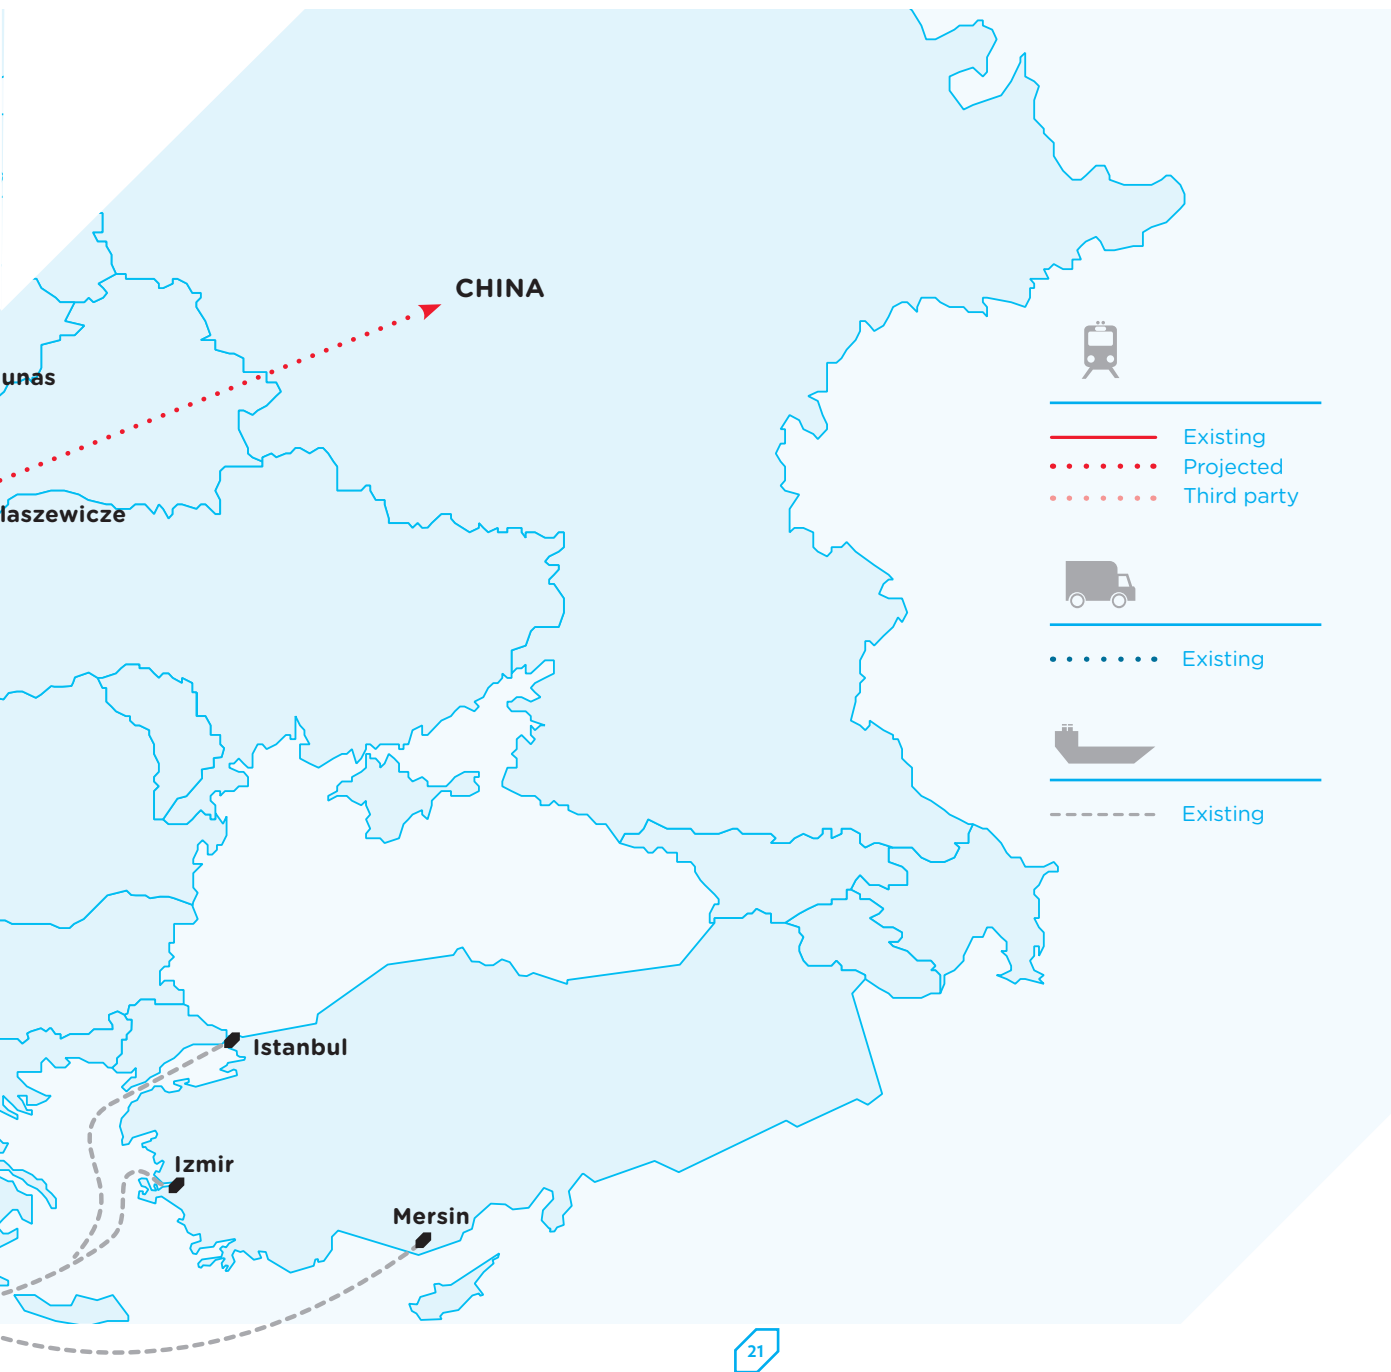 CHINA
unas
laszewicze
Existing
Projected
Third party
Existing
Existing
Istanbul
Izmir
Mersin
21